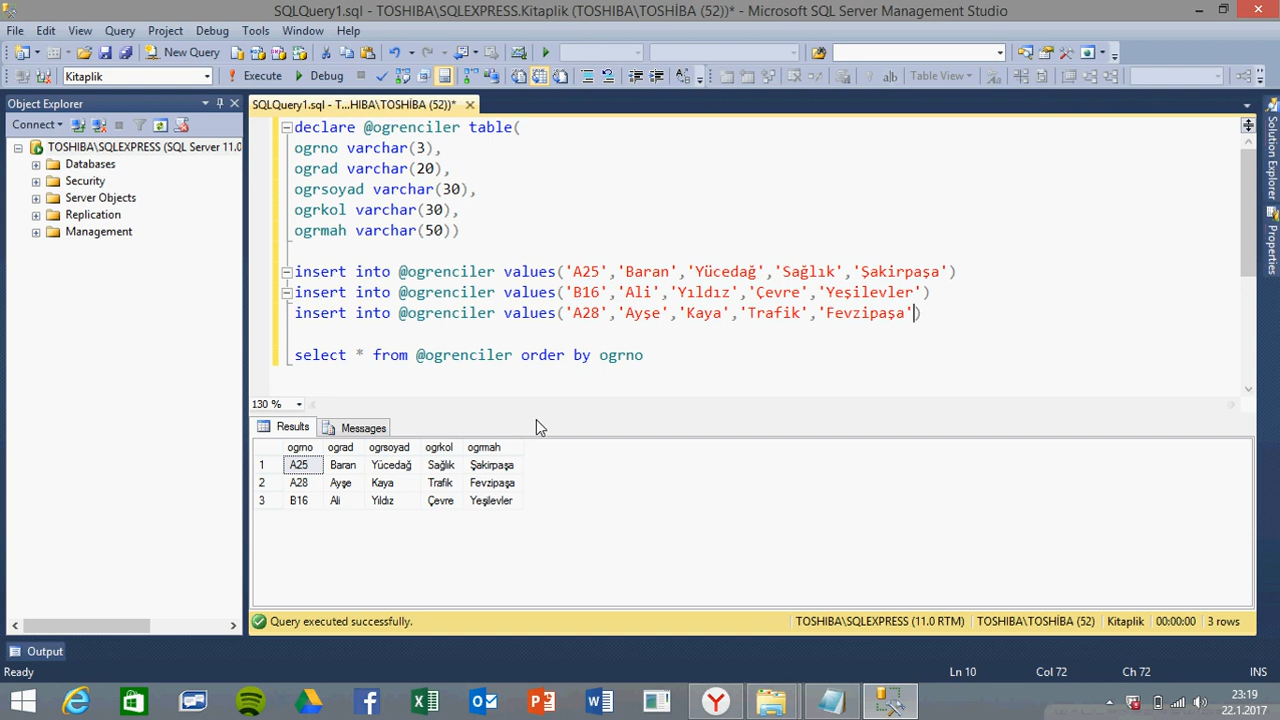 SQLQuery1.sql - TOSHIBA\SQLEXPRESS.Kitaplik (TOSHIBA\TOSHİBA (52))* - Microsoft SQL Server Management Studio
File Edit View Query Project Debug Tools Window Help
New Query
Kitaplik Execute Debug Table View
Object Explorer
Connect
TOSHIBA\SQLEXPRESS (SQL Server 11.0
Databases
Security
Server Objects
Replication
Management
SQLQuery1.sql - T...HIBA\TOSHİBA (52))*
declare @ogrenciler table(
ogrno varchar(3),
ograd varchar(20),
ogrsoyad varchar(30),
ogrkol varchar(30),
ogrmah varchar(50))
insert into @ogrenciler values('A25','Baran','Yücedağ','Sağlık','Şakirpaşa')
insert into @ogrenciler values('B16','Ali','Yıldız','Çevre','Yeşilevler')
insert into @ogrenciler values('A28','Ayşe','Kaya','Trafik','Fevzipaşa')
select * from @ogrenciler order by ogrno
130 %
Results Messages
ogrno ograd ogrsoyad ogrkol ogrmah
1 A25 Baran Yücedağ Sağlık Şakirpaşa
2 A28 Ayşe Kaya Trafik Fevzipaşa
3 B16 Ali Yıldız Çevre Yeşilevler
Query executed successfully. TOSHIBA\SQLEXPRESS (11.0 RTM) TOSHIBA\TOSHİBA (52) Kitaplik 00:00:00 3 rows
Solution Explorer
Properties
Output
Ready Ln 10 Col 72 Ch 72 INS
23:19
22.1.2017